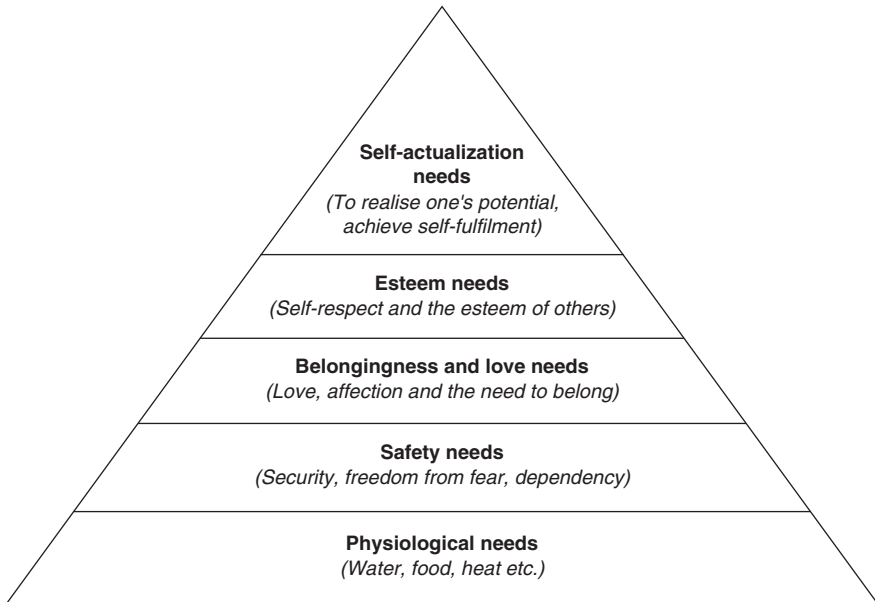 Self-actualization
needs
(To realise one's potential,
achieve self-fulfilment)
Esteem needs
(Self-respect and the esteem of others)
Belongingness and love needs
(Love, affection and the need to belong)
Safety needs
(Security, freedom from fear, dependency)
Physiological needs
(Water, food, heat etc.)